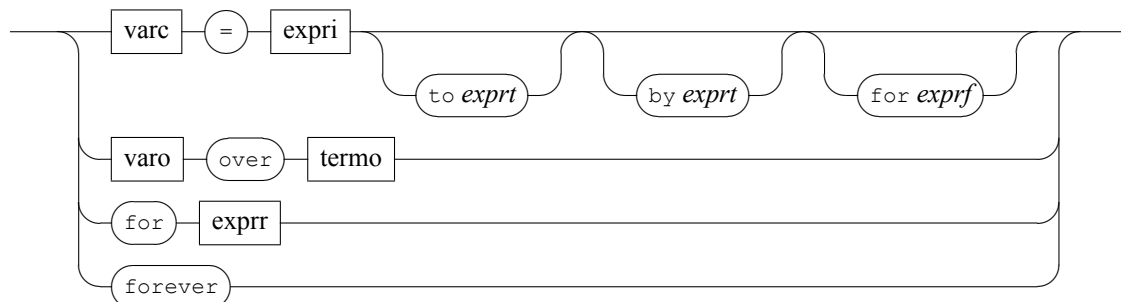 varc = expri
to exprt by exprt for exprf
varo over termo
for exprr
forever